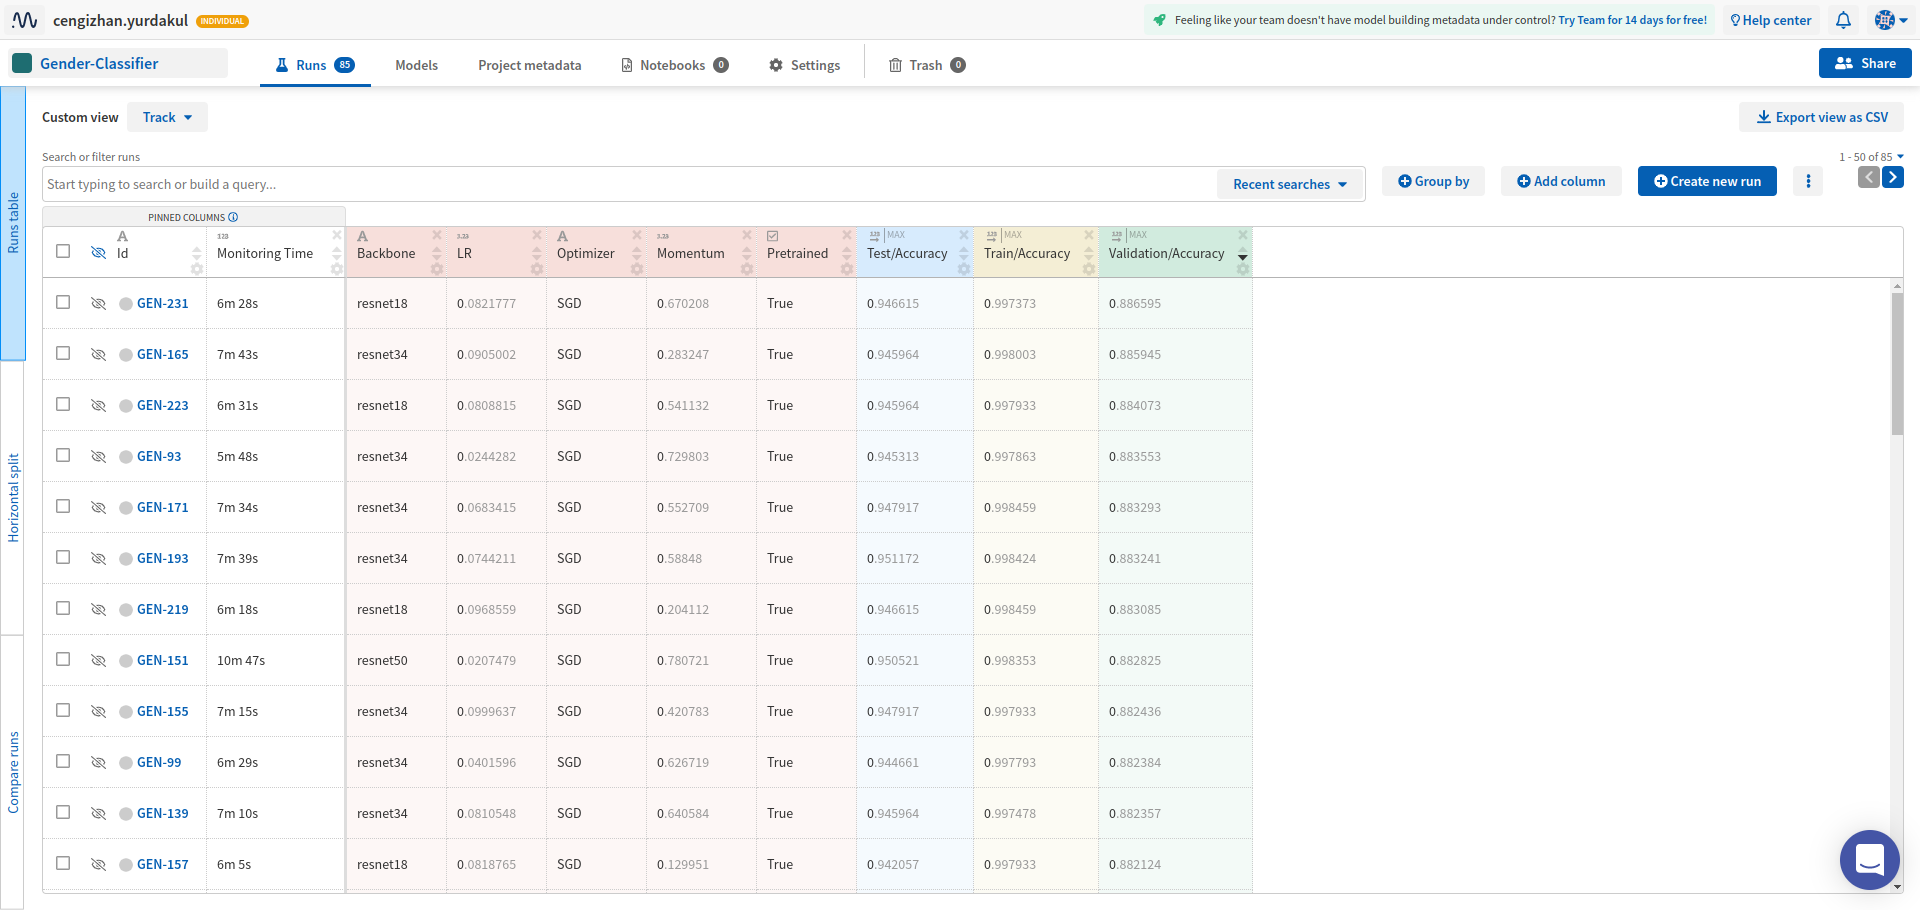 cengizhan.yurdakul INDIVIDUAL
Feeling like your team doesn't have model building metadata under control? Try Team for 14 days for free!
Help center
Gender-Classifier
Runs 85
Models
Project metadata
Notebooks 0
Settings
Trash 0
Share
Custom view
Track
Export view as CSV
Search or filter runs
Start typing to search or build a query...
Recent searches
Group by
Add column
Create new run
1 - 50 of 85
Runs table
Horizontal split
Compare runs
PINNED COLUMNS
A 123 A 1.23 A 1.23 123 MAX 123 MAX 123 MAX
Id Monitoring Time Backbone LR Optimizer Momentum Pretrained Test/Accuracy Train/Accuracy Validation/Accuracy
GEN-231 6m 28s resnet18 0.0821777 SGD 0.670208 True 0.946615 0.997373 0.886595
GEN-165 7m 43s resnet34 0.0905002 SGD 0.283247 True 0.945964 0.998003 0.885945
GEN-223 6m 31s resnet18 0.0808815 SGD 0.541132 True 0.945964 0.997933 0.884073
GEN-93 5m 48s resnet34 0.0244282 SGD 0.729803 True 0.945313 0.997863 0.883553
GEN-171 7m 34s resnet34 0.0683415 SGD 0.552709 True 0.947917 0.998459 0.883293
GEN-193 7m 39s resnet34 0.0744211 SGD 0.58848 True 0.951172 0.998424 0.883241
GEN-219 6m 18s resnet18 0.0968559 SGD 0.204112 True 0.946615 0.998459 0.883085
GEN-151 10m 47s resnet50 0.0207479 SGD 0.780721 True 0.950521 0.998353 0.882825
GEN-155 7m 15s resnet34 0.0999637 SGD 0.420783 True 0.947917 0.997933 0.882436
GEN-99 6m 29s resnet34 0.0401596 SGD 0.626719 True 0.944661 0.997793 0.882384
GEN-139 7m 10s resnet34 0.0810548 SGD 0.640584 True 0.945964 0.997478 0.882357
GEN-157 6m 5s resnet18 0.0818765 SGD 0.129951 True 0.942057 0.997933 0.882124